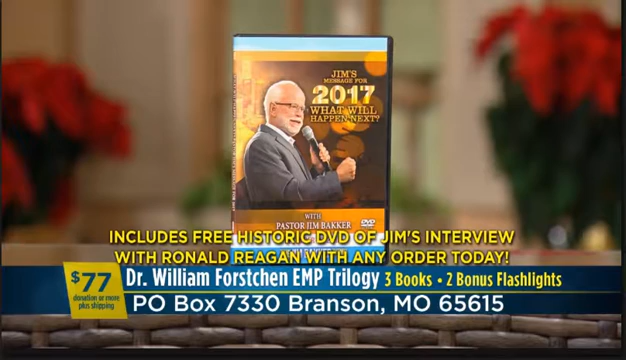 JIM'S
MESSAGE FOR
2017
WHAT WILL
HAPPEN NEXT?
WITH
PASTOR JIM BAKKER
DVD
INCLUDES FREE HISTORIC DVD OF JIM'S INTERVIEW
WITH RONALD REAGAN WITH ANY ORDER TODAY!
$77
donation or more
plus shipping
Dr. William Forstchen EMP Trilogy 3 Books • 2 Bonus Flashlights
PO Box 7330 Branson, MO 65615